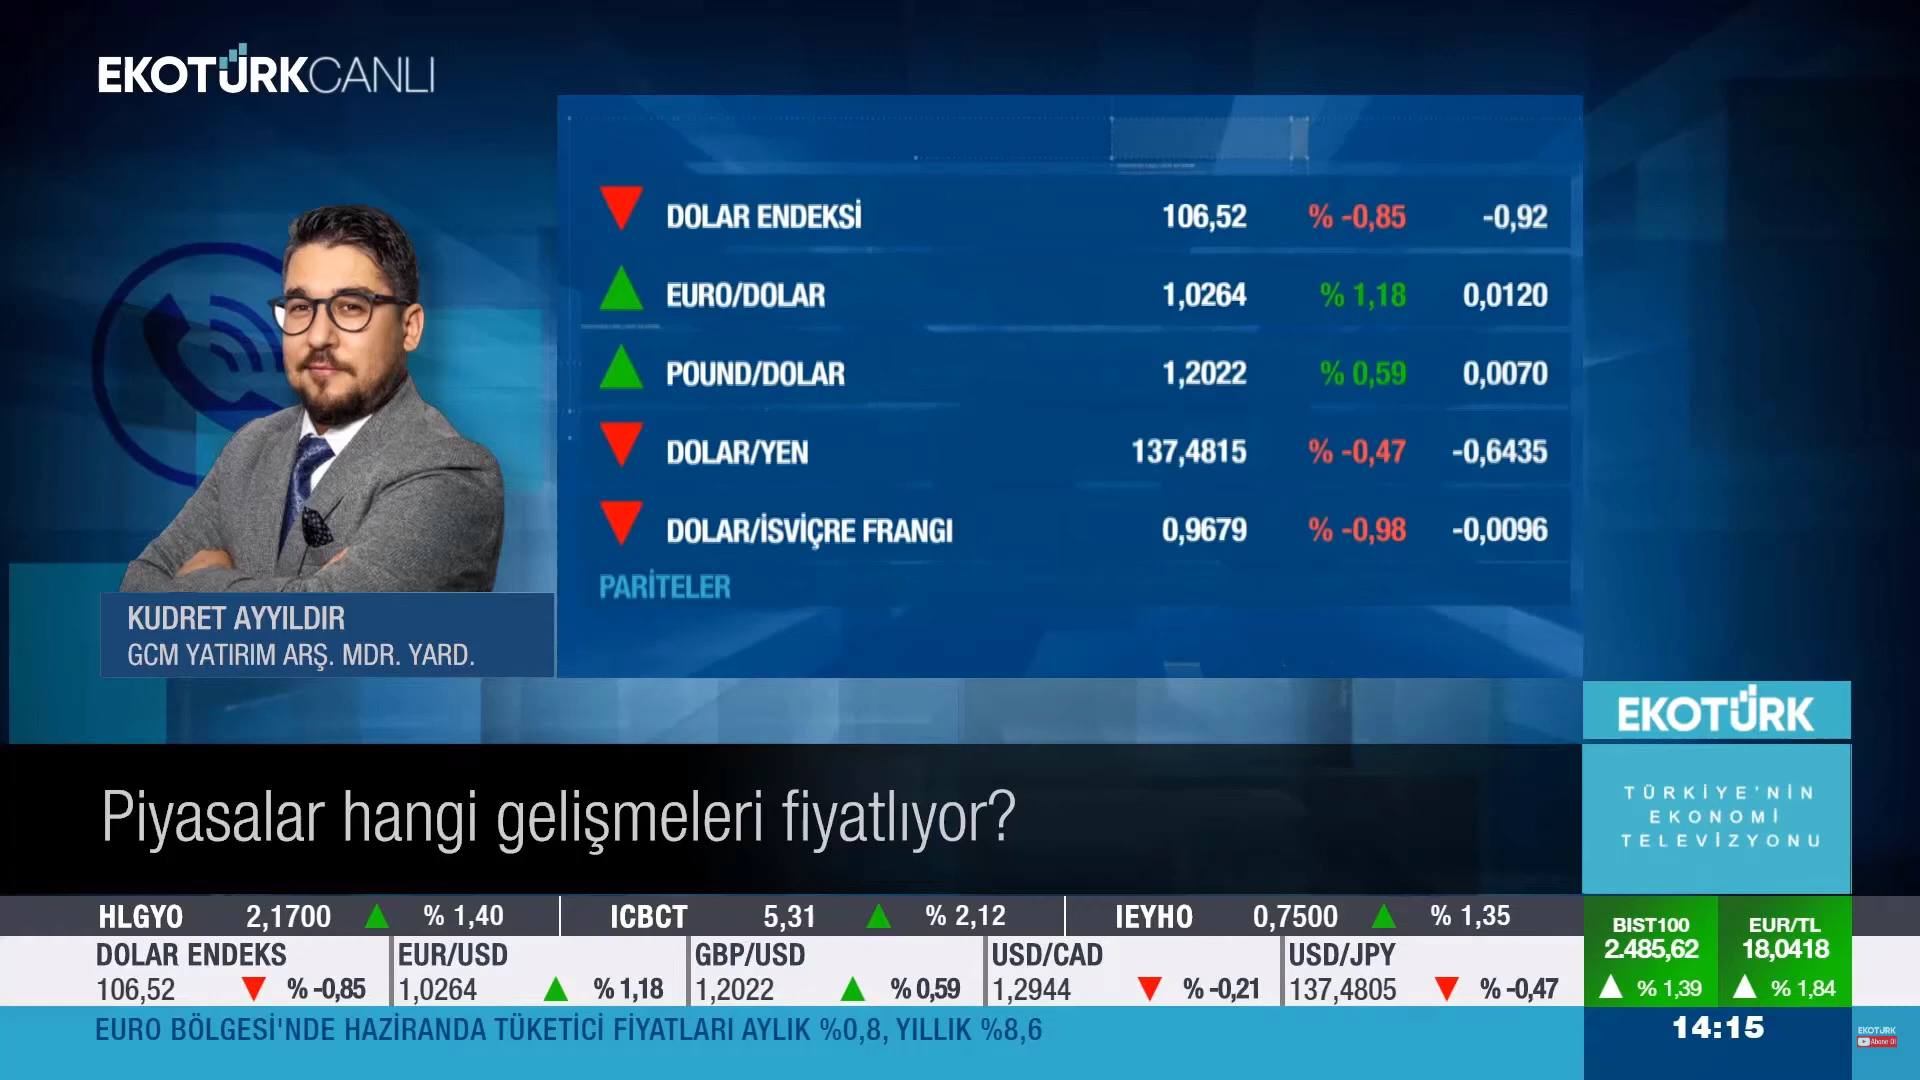 EKOTÜRKCANLI
DOLAR ENDEKSİ 106,52 % -0,85 -0,92
EURO/DOLAR 1,0264 % 1,18 0,0120
POUND/DOLAR 1,2022 % 0,59 0,0070
DOLAR/YEN 137,4815 % -0,47 -0,6435
DOLAR/İSVİÇRE FRANGI 0,9679 % -0,98 -0,0096
PARİTELER
KUDRET AYYILDIR
GCM YATIRIM ARŞ. MDR. YARD.
EKOTÜRK
TÜRKİYE'NİN
EKONOMİ
TELEVİZYONU
Piyasalar hangi gelişmeleri fiyatlıyor?
HLGYO 2,1700 % 1,40 ICBCT 5,31 % 2,12 IEYHO 0,7500 % 1,35
DOLAR ENDEKS EUR/USD GBP/USD USD/CAD USD/JPY
106,52 % -0,85 1,0264 % 1,18 1,2022 % 0,59 1,2944 % -0,21 137,4805 % -0,47
BIST100 EUR/TL
2.485,62 18,0418
% 1,39 % 1,84
EURO BÖLGESİ'NDE HAZİRANDA TÜKETİCİ FİYATLARI AYLIK %0,8, YILLIK %8,6
14:15
EKOTÜRK
Abone Ol